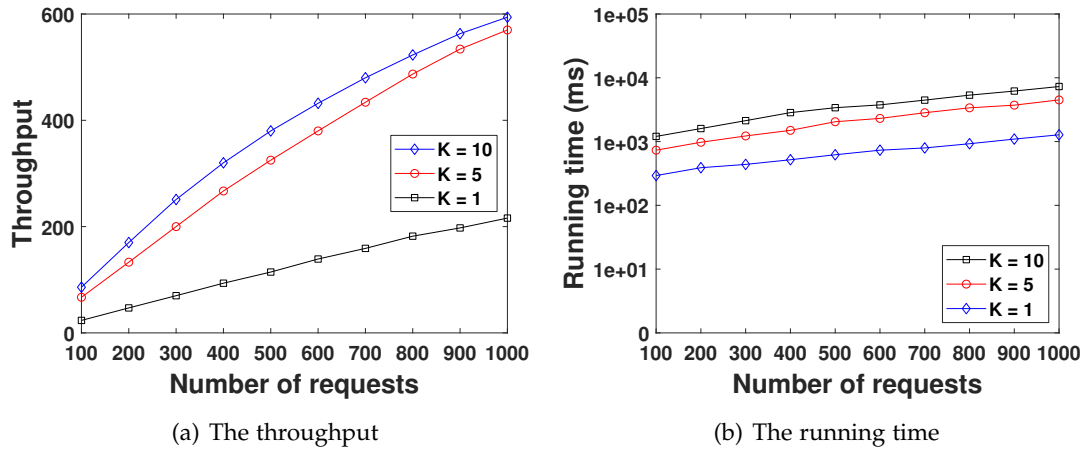 600
400
200
0
Throughput
K = 10
K = 5
K = 1
100 200 300 400 500 600 700 800 900 1000
Number of requests
(a) The throughput
1e+05
1e+04
1e+03
1e+02
1e+01
0
Running time (ms)
K = 10
K = 5
K = 1
100 200 300 400 500 600 700 800 900 1000
Number of requests
(b) The running time